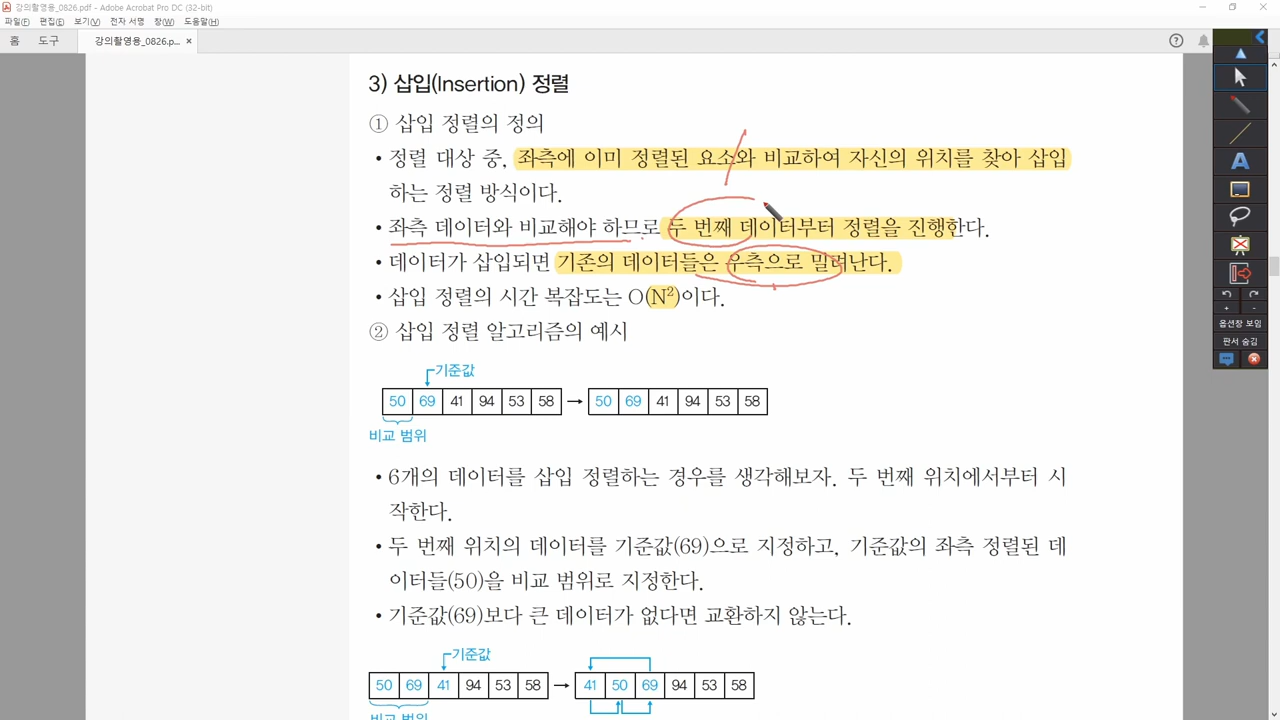 강의촬영용_0826.pdf - Adobe Acrobat Pro DC (32-bit)
파일(F) 편집(E) 보기(V) 전자 서명 창(W) 도움말(H)
홈 도구 강의촬영용_0826.p... ×
3) 삽입(Insertion) 정렬
① 삽입 정렬의 정의
• 정렬 대상 중, 좌측에 이미 정렬된 요소와 비교하여 자신의 위치를 찾아 삽입
하는 정렬 방식이다.
• 좌측 데이터와 비교해야 하므로 두 번째 데이터부터 정렬을 진행한다.
• 데이터가 삽입되면 기존의 데이터들은 우측으로 밀려난다.
• 삽입 정렬의 시간 복잡도는 O(N²)이다.
② 삽입 정렬 알고리즘의 예시
기준값
50 69 41 94 53 58 → 50 69 41 94 53 58
비교 범위
• 6개의 데이터를 삽입 정렬하는 경우를 생각해보자. 두 번째 위치에서부터 시
작한다.
• 두 번째 위치의 데이터를 기준값(69)으로 지정하고, 기준값의 좌측 정렬된 데
이터들(50)을 비교 범위로 지정한다.
• 기준값(69)보다 큰 데이터가 없다면 교환하지 않는다.
기준값
50 69 41 94 53 58 → 41 50 69 94 53 58
비교 범위
A
+ -
옵션창 보임
판서 숨김